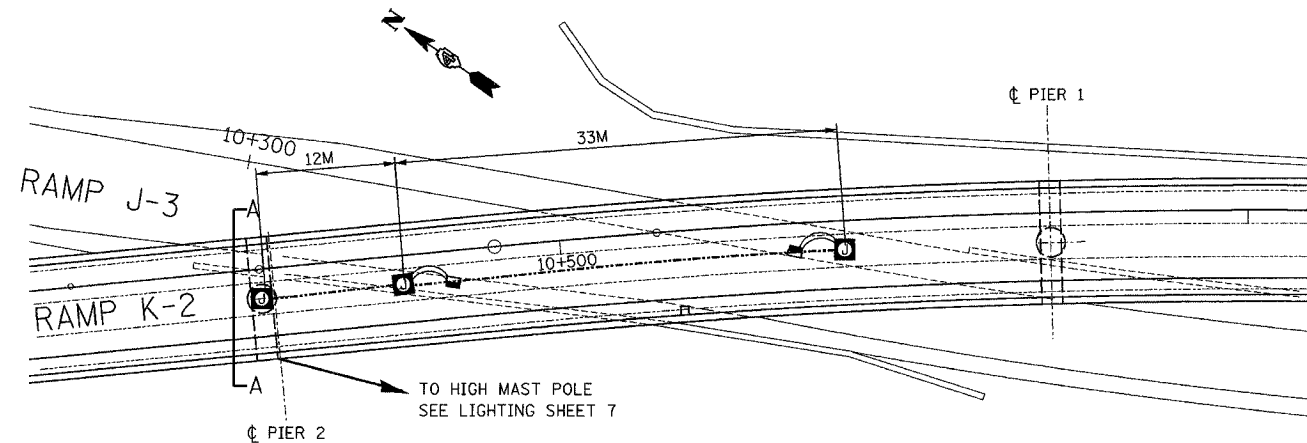 N
℄ PIER 1
10+300
12M
33M
RAMP J-3
A
J
J
J
10+500
RAMP K-2
A
TO HIGH MAST POLE
SEE LIGHTING SHEET 7
℄ PIER 2